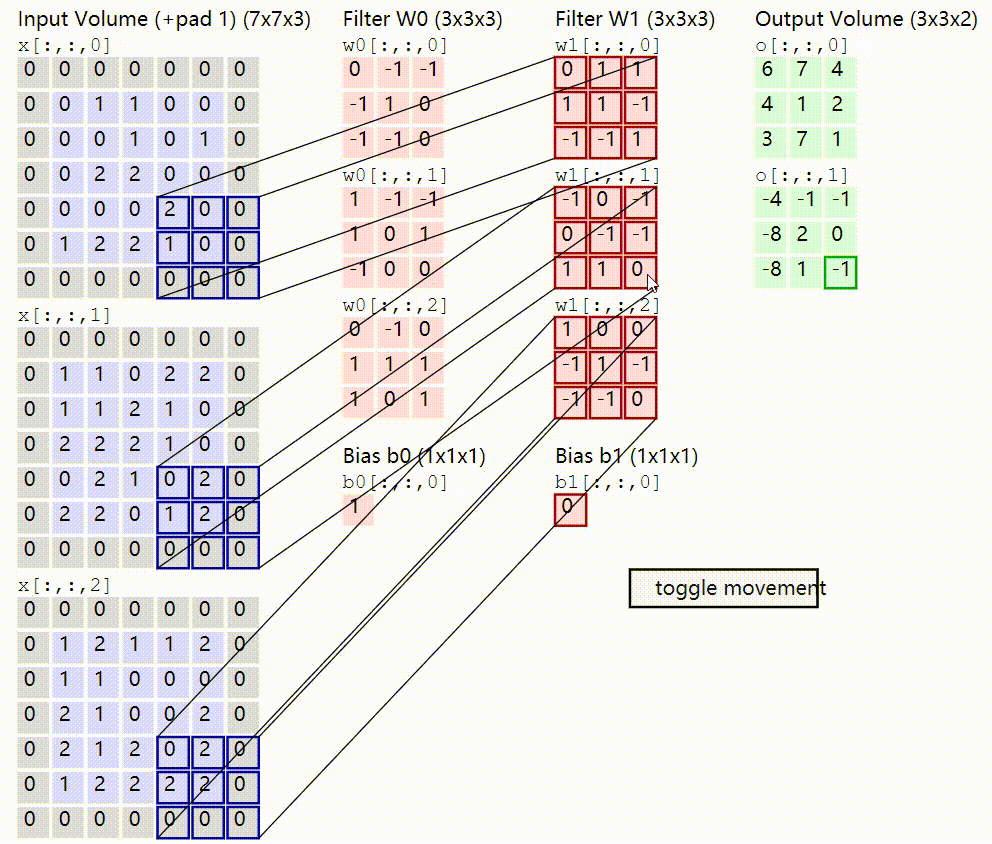 Input Volume (+pad 1) (7x7x3)
x[:,:,0]
0 0 0 0 0 0 0
0 0 1 1 0 0 0
0 0 0 1 0 1 0
0 0 2 2 0 0 0
0 0 0 0 2 0 0
0 1 2 2 1 0 0
0 0 0 0 0 0 0
x[:,:,1]
0 0 0 0 0 0 0
0 1 1 0 2 2 0
0 1 1 2 1 0 0
0 2 2 2 1 0 0
0 0 2 1 0 2 0
0 2 2 0 1 2 0
0 0 0 0 0 0 0
x[:,:,2]
0 0 0 0 0 0 0
0 1 2 1 1 2 0
0 1 1 0 0 0 0
0 2 1 0 0 2 0
0 2 1 2 0 2 0
0 1 2 2 2 2 0
0 0 0 0 0 0 0
Filter W0 (3x3x3)
w0[:,:,0]
0 -1 -1
-1 1 0
-1 -1 0
w0[:,:,1]
1 -1 -1
1 0 1
-1 0 0
w0[:,:,2]
0 -1 0
1 1 1
1 0 1
Bias b0 (1x1x1)
b0[:,:,0]
1
Filter W1 (3x3x3)
w1[:,:,0]
0 1 1
1 1 -1
-1 -1 1
w1[:,:,1]
-1 0 -1
0 -1 -1
1 1 0
w1[:,:,2]
1 0 0
-1 1 -1
-1 -1 0
Bias b1 (1x1x1)
b1[:,:,0]
0
Output Volume (3x3x2)
o[:,:,0]
6 7 4
4 1 2
3 7 1
o[:,:,1]
-4 -1 -1
-8 2 0
-8 1 -1
toggle movement